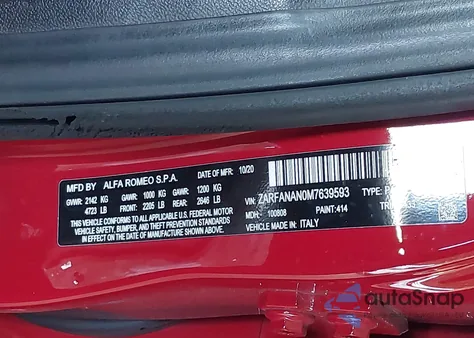 MFD BY ALFA ROMEO S.P.A. DATE OF MFR: 10/20
GVWR: 2142 KG GAWR: 1000 KG GAWR: 1200 KG
4723 LB FRONT: 2205 LB REAR: 2646 LB
THIS VEHICLE CONFORMS TO ALL APPLICABLE U.S. FEDERAL MOTOR
VEHICLE SAFETY, BUMPER, AND THEFT PREVENTION STANDARDS
IN EFFECT ON THE DATE OF MANUFACTURE SHOWN ABOVE
VIN: ZARFANAN0M7639593 TYPE:
MDH: 100808 PAINT: 414
VEHICLE MADE IN: ITALY
autoSnap